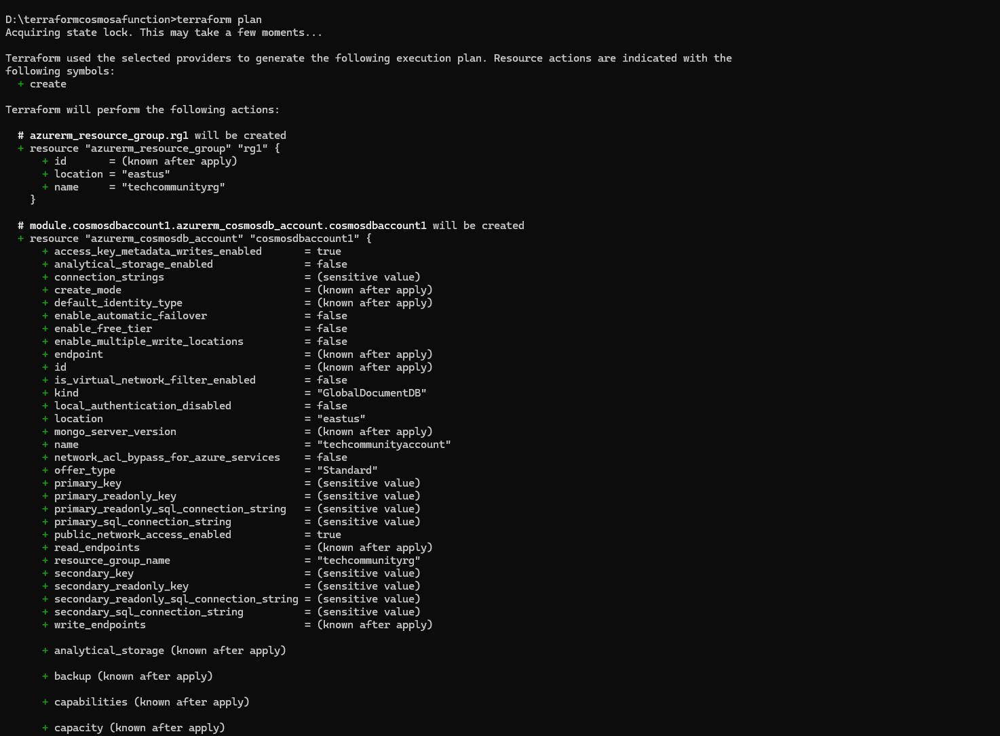 D:\terraformcosmosafunction>terraform plan
Acquiring state lock. This may take a few moments...
Terraform used the selected providers to generate the following execution plan. Resource actions are indicated with the
following symbols:
  + create
Terraform will perform the following actions:
  # azurerm_resource_group.rg1 will be created
  + resource "azurerm_resource_group" "rg1" {
      + id       = (known after apply)
      + location = "eastus"
      + name     = "techcommunityrg"
    }
  # module.cosmosdbaccount1.azurerm_cosmosdb_account.cosmosdbaccount1 will be created
  + resource "azurerm_cosmosdb_account" "cosmosdbaccount1" {
      + access_key_metadata_writes_enabled       = true
      + analytical_storage_enabled               = false
      + connection_strings                       = (sensitive value)
      + create_mode                              = (known after apply)
      + default_identity_type                    = (known after apply)
      + enable_automatic_failover                = false
      + enable_free_tier                         = false
      + enable_multiple_write_locations          = false
      + endpoint                                 = (known after apply)
      + id                                       = (known after apply)
      + is_virtual_network_filter_enabled        = false
      + kind                                     = "GlobalDocumentDB"
      + local_authentication_disabled            = false
      + location                                 = "eastus"
      + mongo_server_version                     = (known after apply)
      + name                                     = "techcommunityaccount"
      + network_acl_bypass_for_azure_services    = false
      + offer_type                               = "Standard"
      + primary_key                              = (sensitive value)
      + primary_readonly_key                     = (sensitive value)
      + primary_readonly_sql_connection_string   = (sensitive value)
      + primary_sql_connection_string            = (sensitive value)
      + public_network_access_enabled            = true
      + read_endpoints                           = (known after apply)
      + resource_group_name                      = "techcommunityrg"
      + secondary_key                            = (sensitive value)
      + secondary_readonly_key                   = (sensitive value)
      + secondary_readonly_sql_connection_string = (sensitive value)
      + secondary_sql_connection_string          = (sensitive value)
      + write_endpoints                          = (known after apply)
      + analytical_storage (known after apply)
      + backup (known after apply)
      + capabilities (known after apply)
      + capacity (known after apply)